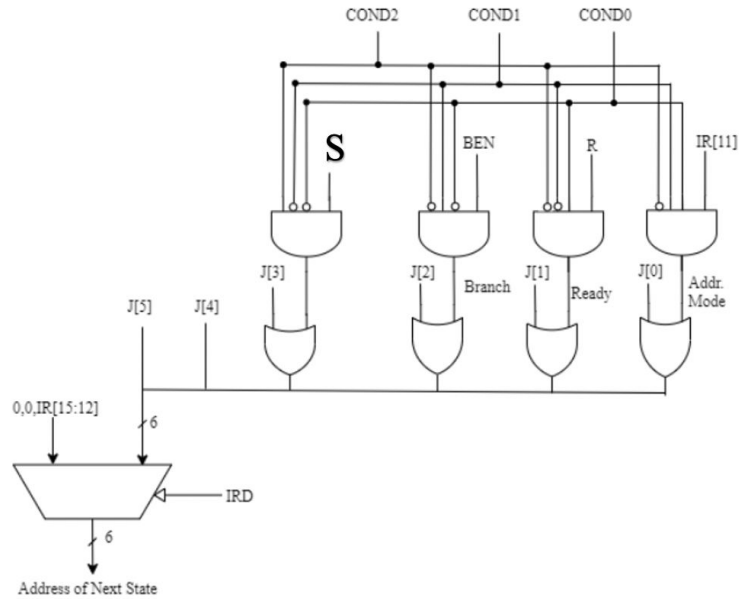 COND2
COND1
COND0
S
BEN
R
IR[11]
J[3]
J[2]
Branch
J[1]
Ready
J[0]
Addr.
Mode
J[5]
J[4]
0,0,IR[15:12]
6
IRD
6
Address of Next State